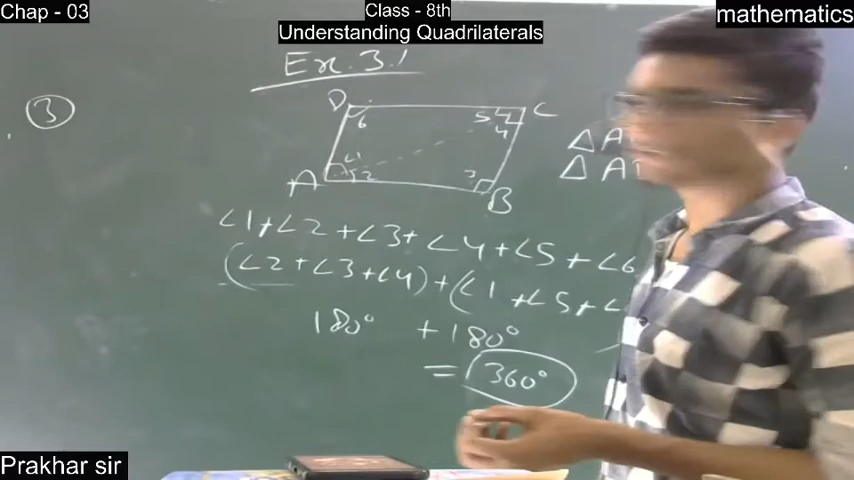 Chap - 03
Class - 8th
Understanding Quadrilaterals
mathematics
Ex. 3.1
3
D
C
6
5
4
∠1
2
3
A
B
Δ A
Δ A
∠1+∠2+∠3+∠4+∠5+∠6
(∠2+∠3+∠4)+(∠1+∠5+∠
180° + 180°
= 360°
Prakhar sir